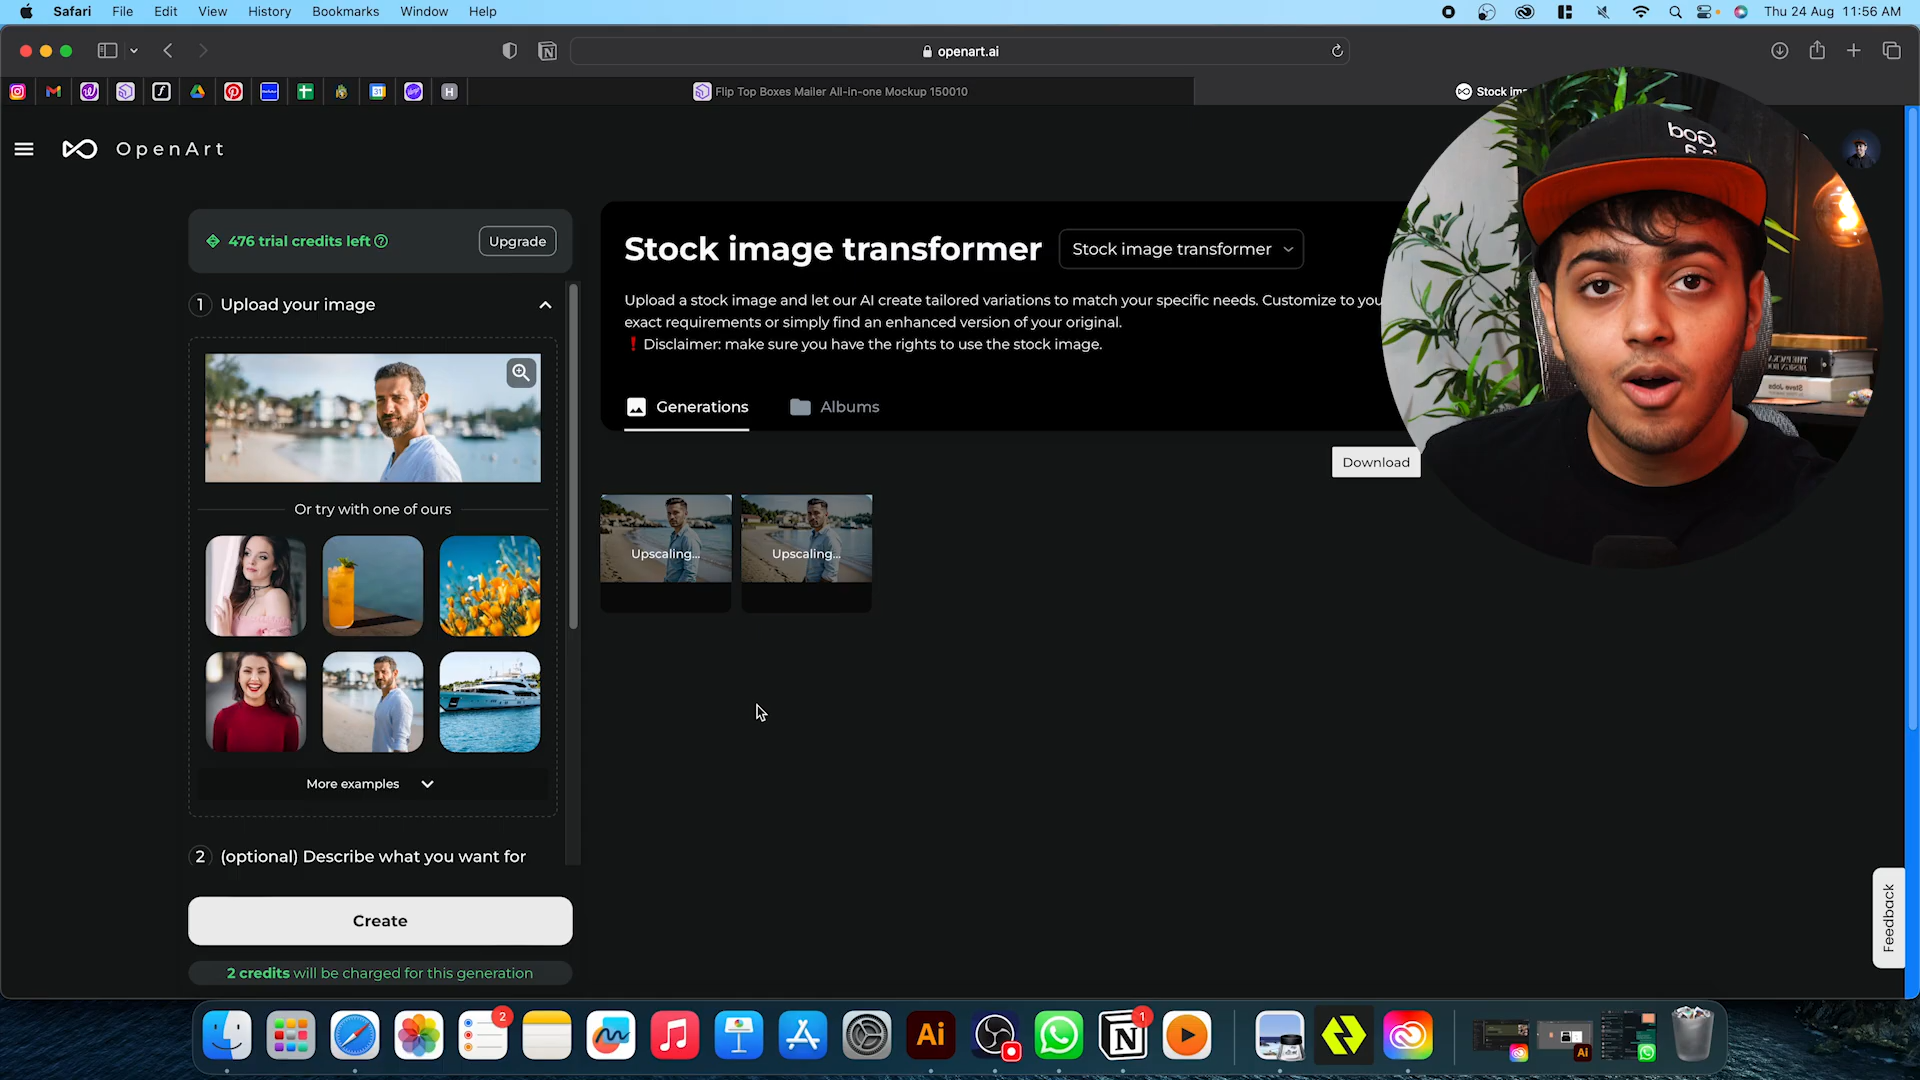 Safari File Edit View History Bookmarks Window Help Thu 24 Aug 11:56 AM
openart.ai
Flip Top Boxes Mailer All-in-one Mockup 150010
Stock im
OpenArt
476 trial credits left
Upgrade
1 Upload your image
Or try with one of ours
More examples
2 (optional) Describe what you want for
Create
2 credits will be charged for this generation
Stock image transformer
Stock image transformer
Upload a stock image and let our AI create tailored variations to match your specific needs. Customize to you
exact requirements or simply find an enhanced version of your original.
❗ Disclaimer: make sure you have the rights to use the stock image.
Generations Albums
Download
Upscaling... Upscaling...
God
Steve Jobs
Feedback
2
Ai
1